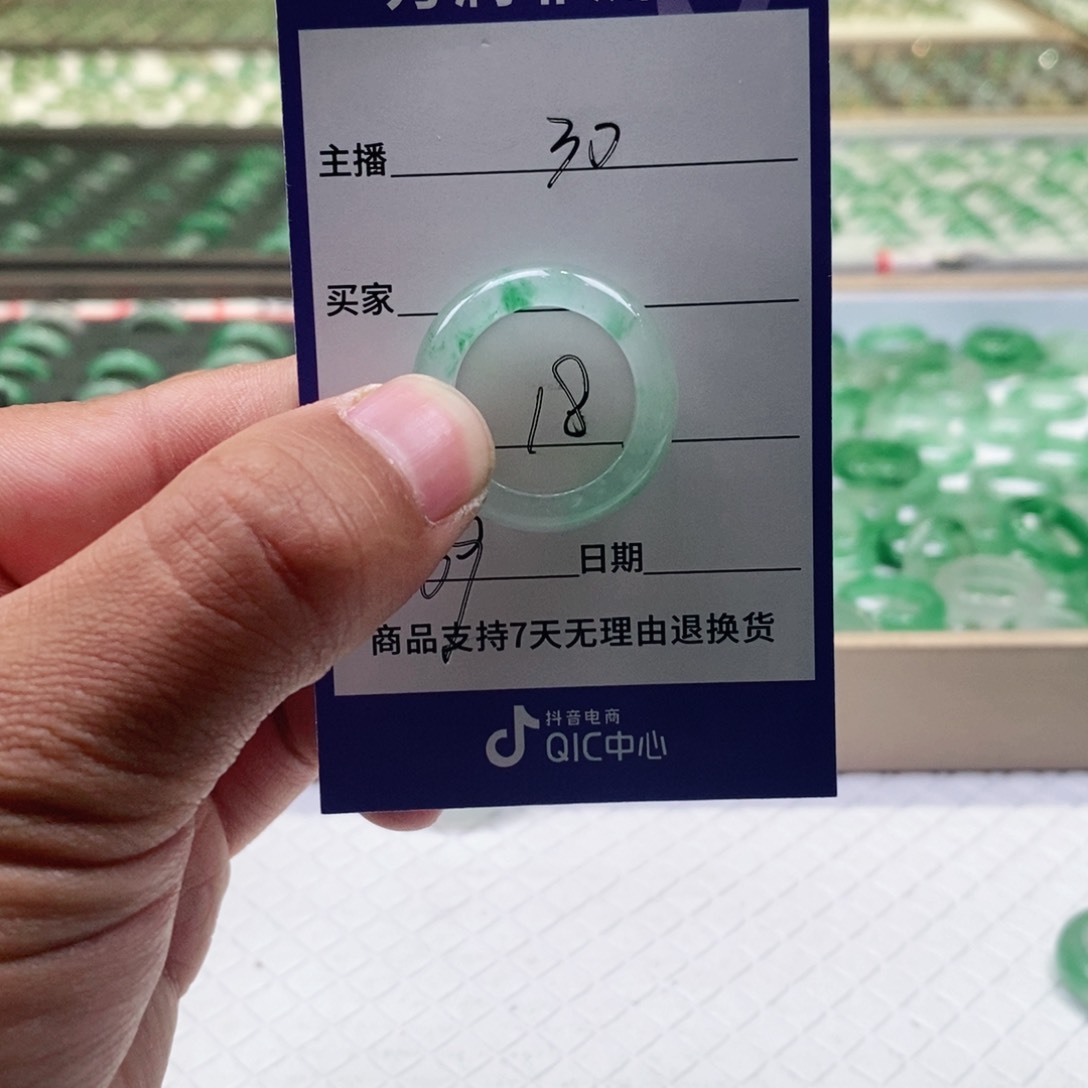 主播 30
买家
18
日期
商品支持7天无理由退换货
抖音电商
QIC中心